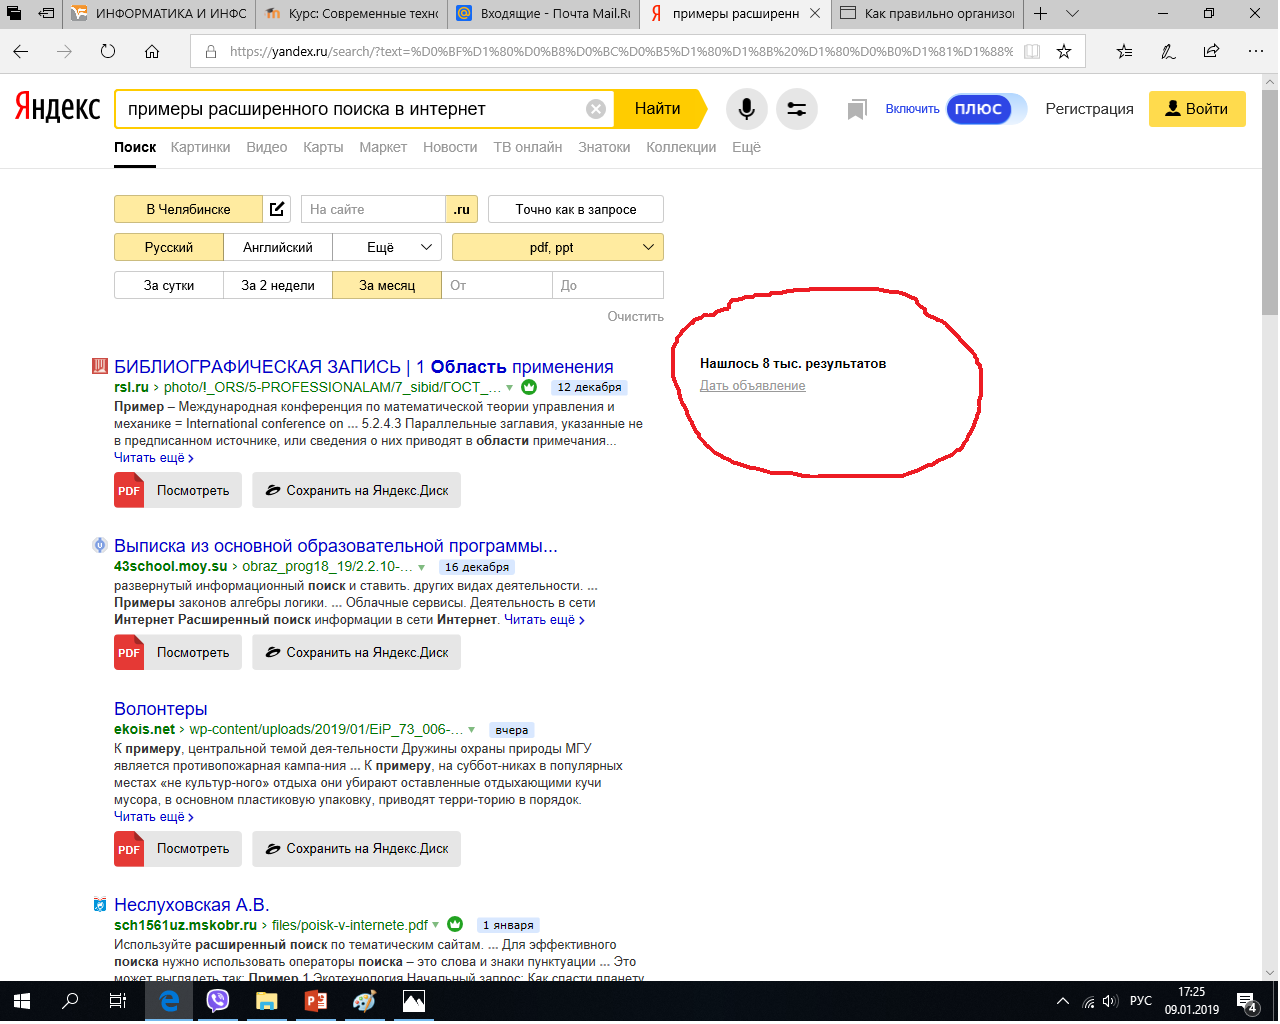 ИНФОРМАТИКА И ИНФО
Курс: Современные техно
Входящие - Почта Mail.Ru
примеры расширенн
Как правильно организо
https://yandex.ru/search/?text=%D0%BF%D1%80%D0%B8%D0%BC%D0%B5%D1%80%D1%8B%20%D1%80%D0%B0%D1%81%D1%88%
Яндекс
примеры расширенного поиска в интернет
Найти
Включить
ПЛЮС
Регистрация
Войти
Поиск Картинки Видео Карты Маркет Новости ТВ онлайн Знатоки Коллекции Ещё
В Челябинске
На сайте
.ru
Точно как в запросе
Русский Английский Ещё
pdf, ppt
За сутки За 2 недели За месяц От До
Очистить
Нашлось 8 тыс. результатов
Дать объявление
БИБЛИОГРАФИЧЕСКАЯ ЗАПИСЬ | 1 Область применения
rsl.ru › photo/!_ORS/5-PROFESSIONALAM/7_sibid/ГОСТ_... 12 декабря
Пример – Международная конференция по математической теории управления и
механике = International conference on ... 5.2.4.3 Параллельные заглавия, указанные не
в предписанном источнике, или сведения о них приводят в области примечания...
Читать ещё ›
PDF Посмотреть Сохранить на Яндекс.Диск
Выписка из основной образовательной программы...
43school.moy.su › obraz_prog18_19/2.2.10-... 16 декабря
развернутый информационный поиск и ставить. других видах деятельности. ...
Примеры законов алгебры логики. ... Облачные сервисы. Деятельность в сети
Интернет Расширенный поиск информации в сети Интернет. Читать ещё ›
PDF Посмотреть Сохранить на Яндекс.Диск
Волонтеры
ekois.net › wp-content/uploads/2019/01/EiP_73_006-... вчера
К примеру, центральной темой дея-тельности Дружины охраны природы МГУ
является противопожарная кампа-ния ... К примеру, на суббот-никах в популярных
местах «не культур-ного» отдыха они убирают оставленные отдыхающими кучи
мусора, в основном пластиковую упаковку, приводят терри-торию в порядок.
Читать ещё ›
PDF Посмотреть Сохранить на Яндекс.Диск
Неслуховская А.В.
sch1561uz.mskobr.ru › files/poisk-v-internete.pdf 1 января
Используйте расширенный поиск по тематическим сайтам. ... Для эффективного
поиска нужно использовать операторы поиска – это слова и знаки пунктуации ... Это
может выглядеть так: Пример 1 Экотехнология Начальный запрос: Как спасти планету
РУС
17:25
09.01.2019
4